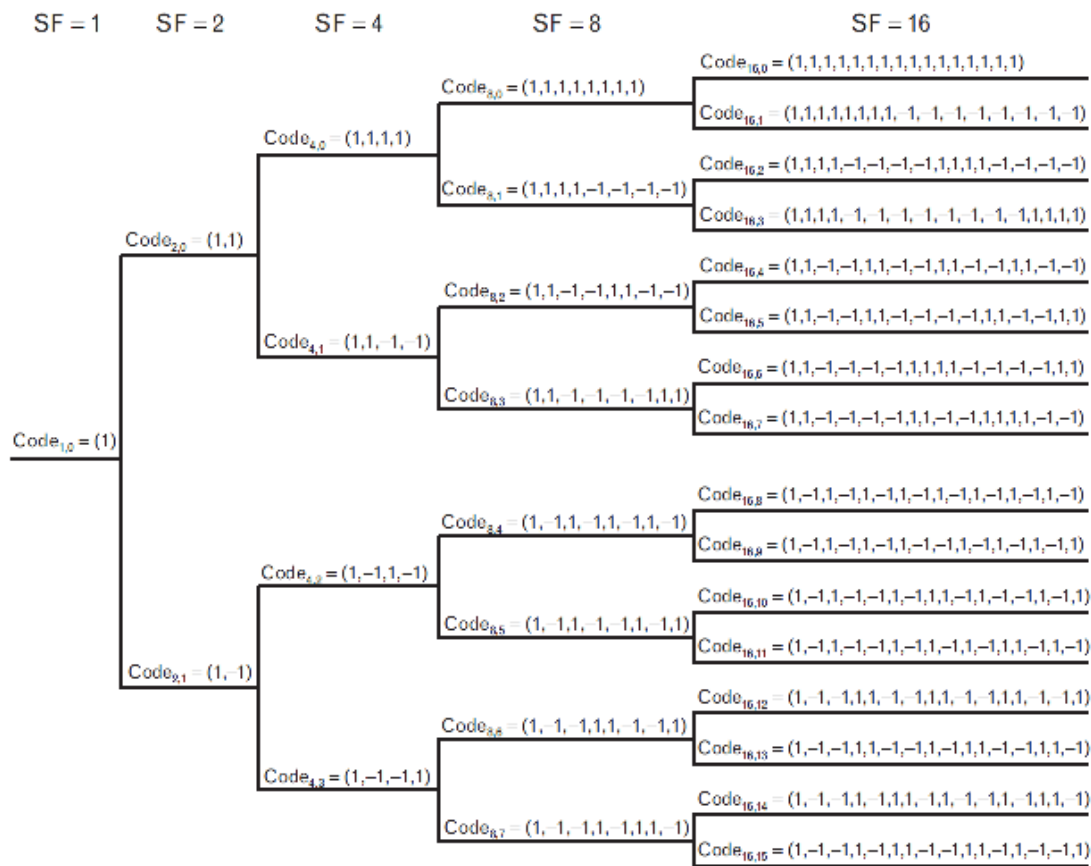 SF = 1 SF = 2 SF = 4 SF = 8 SF = 16
Code16,0 = (1,1,1,1,1,1,1,1,1,1,1,1,1,1,1,1)
Code8,0 = (1,1,1,1,1,1,1,1)
Code16,1 = (1,1,1,1,1,1,1,1,–1,–1,–1,–1,–1,–1,–1,–1)
Code4,0 = (1,1,1,1)
Code16,2 = (1,1,1,1,–1,–1,–1,–1,1,1,1,1,–1,–1,–1,–1)
Code8,1 = (1,1,1,1,–1,–1,–1,–1)
Code16,3 = (1,1,1,1,–1,–1,–1,–1,–1,–1,–1,–1,1,1,1,1)
Code2,0 = (1,1)
Code16,4 = (1,1,–1,–1,1,1,–1,–1,1,1,–1,–1,1,1,–1,–1)
Code8,2 = (1,1,–1,–1,1,1,–1,–1)
Code16,5 = (1,1,–1,–1,1,1,–1,–1,–1,–1,1,1,–1,–1,1,1)
Code4,1 = (1,1,–1,–1)
Code16,6 = (1,1,–1,–1,–1,–1,1,1,1,1,–1,–1,–1,–1,1,1)
Code8,3 = (1,1,–1,–1,–1,–1,1,1)
Code16,7 = (1,1,–1,–1,–1,–1,1,1,–1,–1,1,1,1,1,–1,–1)
Code1,0 = (1)
Code16,8 = (1,–1,1,–1,1,–1,1,–1,1,–1,1,–1,1,–1,1,–1)
Code8,4 = (1,–1,1,–1,1,–1,1,–1)
Code16,9 = (1,–1,1,–1,1,–1,1,–1,–1,1,–1,1,–1,1,–1,1)
Code4,2 = (1,–1,1,–1)
Code16,10 = (1,–1,1,–1,–1,1,–1,1,1,–1,1,–1,–1,1,–1,1)
Code8,5 = (1,–1,1,–1,–1,1,–1,1)
Code16,11 = (1,–1,1,–1,–1,1,–1,1,–1,1,–1,1,1,–1,1,–1)
Code2,1 = (1,–1)
Code16,12 = (1,–1,–1,1,1,–1,–1,1,1,–1,–1,1,1,–1,–1,1)
Code8,6 = (1,–1,–1,1,1,–1,–1,1)
Code16,13 = (1,–1,–1,1,1,–1,–1,1,–1,1,1,–1,–1,1,1,–1)
Code4,3 = (1,–1,–1,1)
Code16,14 = (1,–1,–1,1,–1,1,1,–1,1,–1,–1,1,–1,1,1,–1)
Code8,7 = (1,–1,–1,1,–1,1,1,–1)
Code16,15 = (1,–1,–1,1,–1,1,1,–1,–1,1,1,–1,1,–1,–1,1)